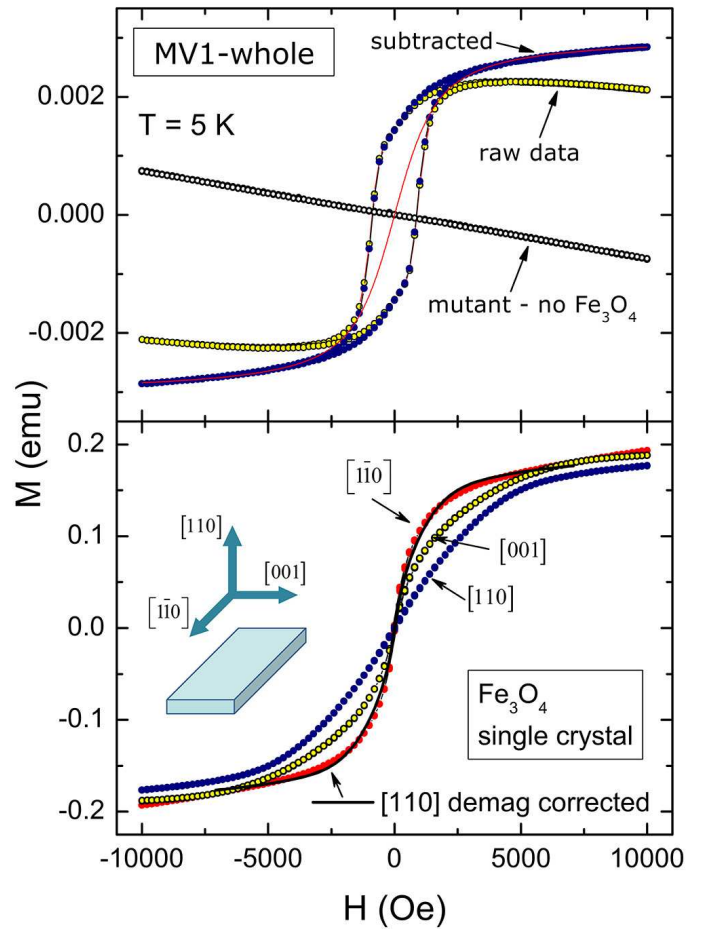 subtracted
MV1-whole
T = 5 K
raw data
mutant - no Fe₃O₄
0.002
0.000
-0.002
M (emu)
0.2
0.1
0.0
-0.1
-0.2
[11̄0]
[001]
[110]
[110]
[001]
[11̄0]
Fe₃O₄
single crystal
[110] demag corrected
-10000 -5000 0 5000 10000
H (Oe)